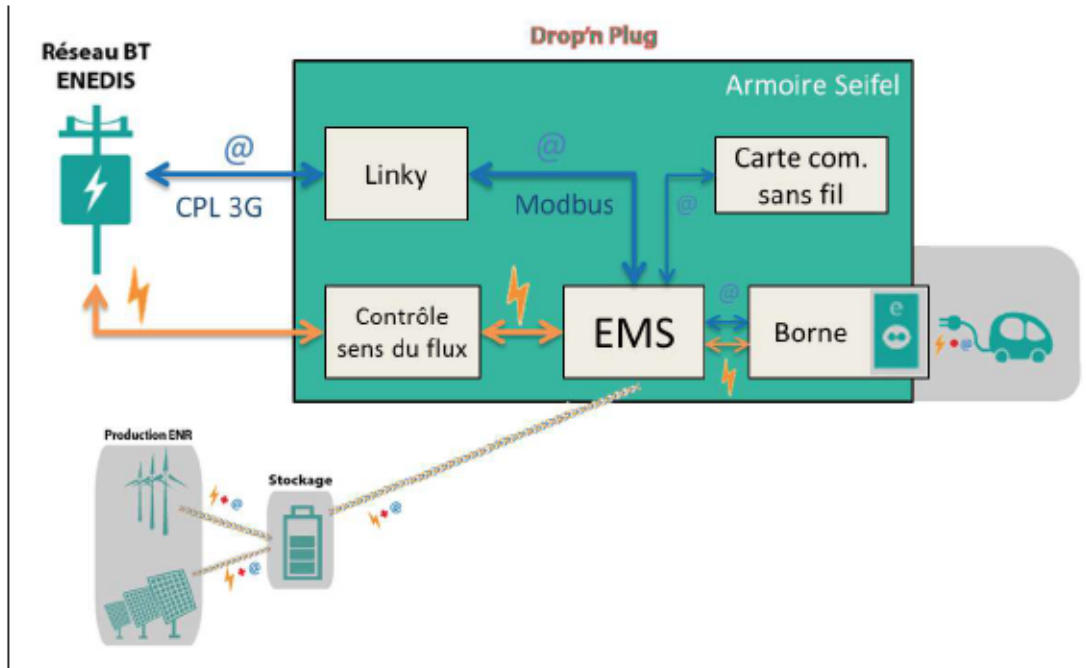 Drop'n Plug
Réseau BT
ENEDIS
Armoire Seifel
@
CPL 3G
Linky
@
Modbus
Carte com.
sans fil
@
Contrôle
sens du flux
EMS
@
Borne
e
@
Production ENR
@
@
Stockage
@